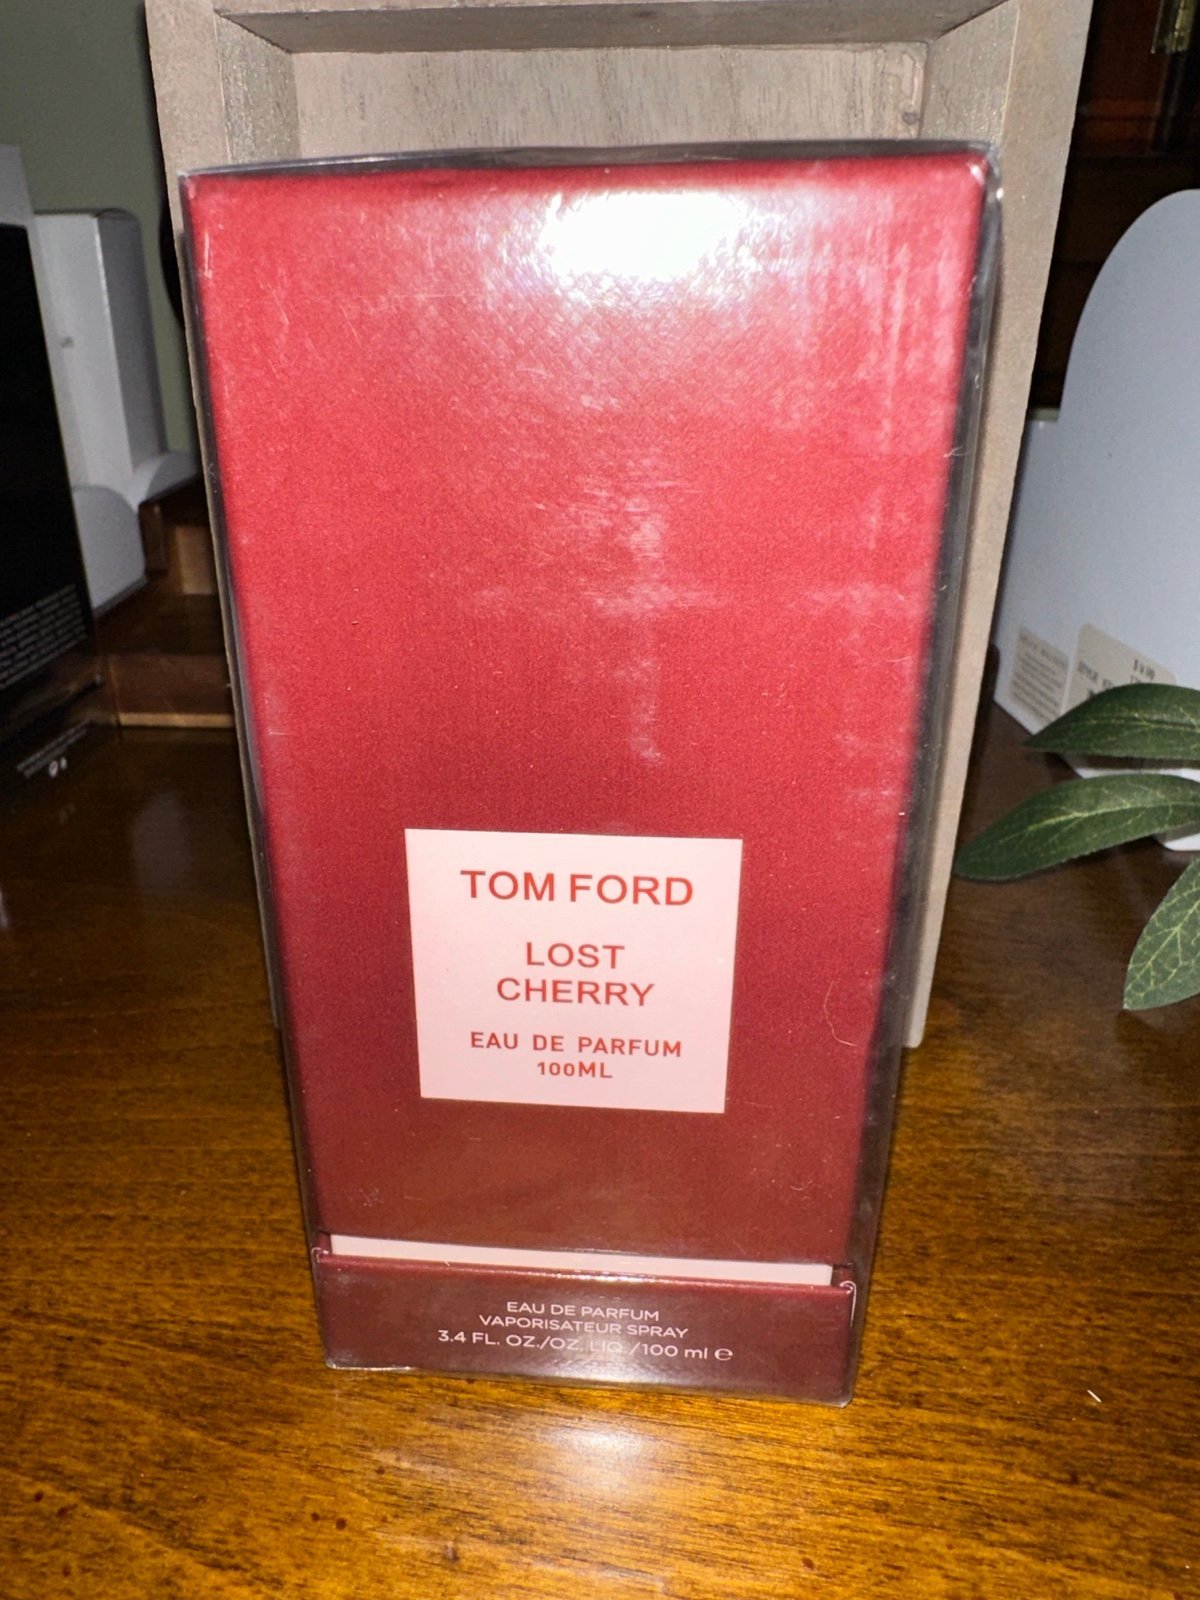 TOM FORD
LOST
CHERRY
EAU DE PARFUM
100ML
EAU DE PARFUM
VAPORISATEUR SPRAY
3.4 FL. OZ./OZ. LIQ./100 ml ℮